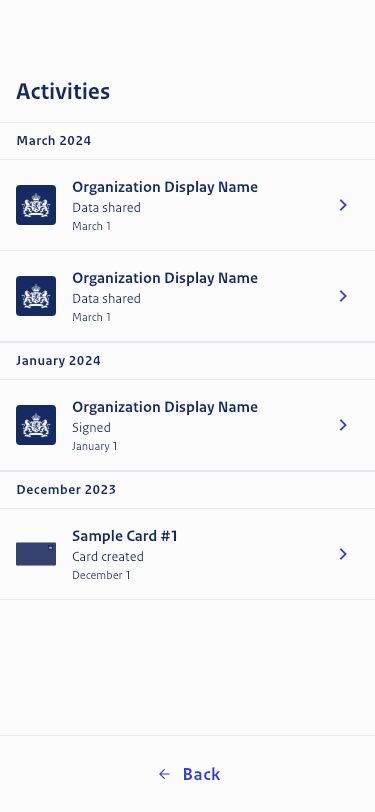 Activities
March 2024
Organization Display Name
Data shared
March 1
Organization Display Name
Data shared
March 1
January 2024
Organization Display Name
Signed
January 1
December 2023
Sample Card #1
Card created
December 1
Back